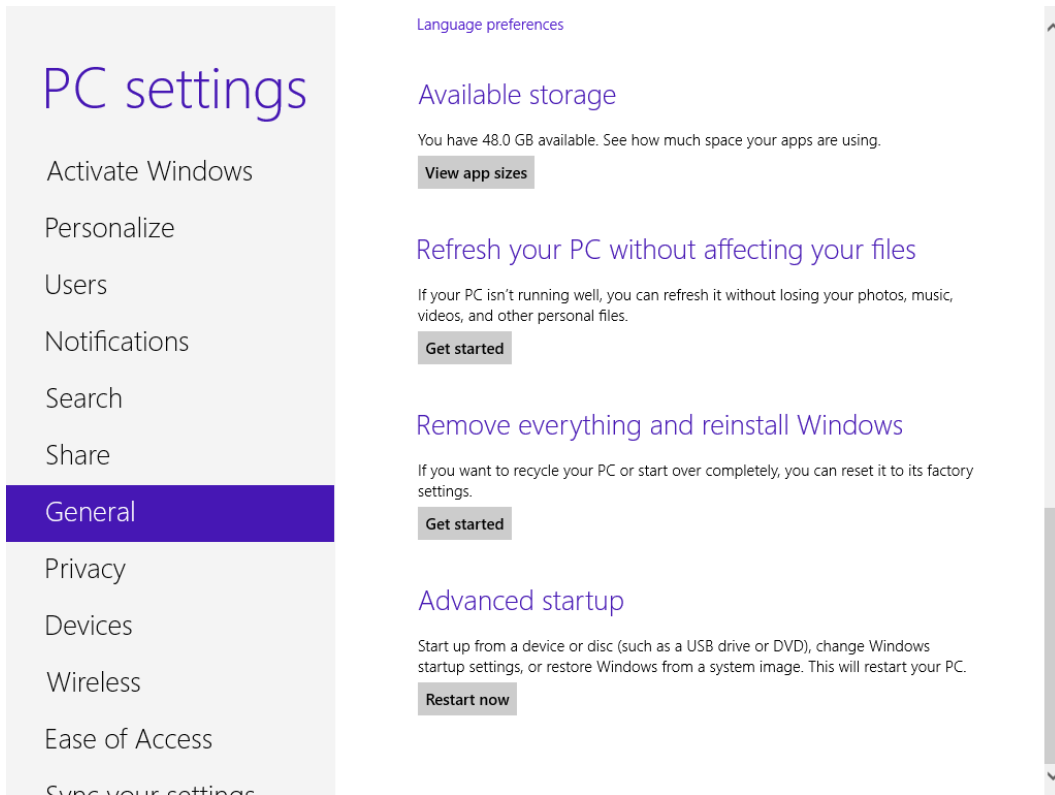 PC settings
Activate Windows
Personalize
Users
Notifications
Search
Share
General
Privacy
Devices
Wireless
Ease of Access
Sync your settings
Language preferences
Available storage
You have 48.0 GB available. See how much space your apps are using.
View app sizes
Refresh your PC without affecting your files
If your PC isn't running well, you can refresh it without losing your photos, music,
videos, and other personal files.
Get started
Remove everything and reinstall Windows
If you want to recycle your PC or start over completely, you can reset it to its factory
settings.
Get started
Advanced startup
Start up from a device or disc (such as a USB drive or DVD), change Windows
startup settings, or restore Windows from a system image. This will restart your PC.
Restart now